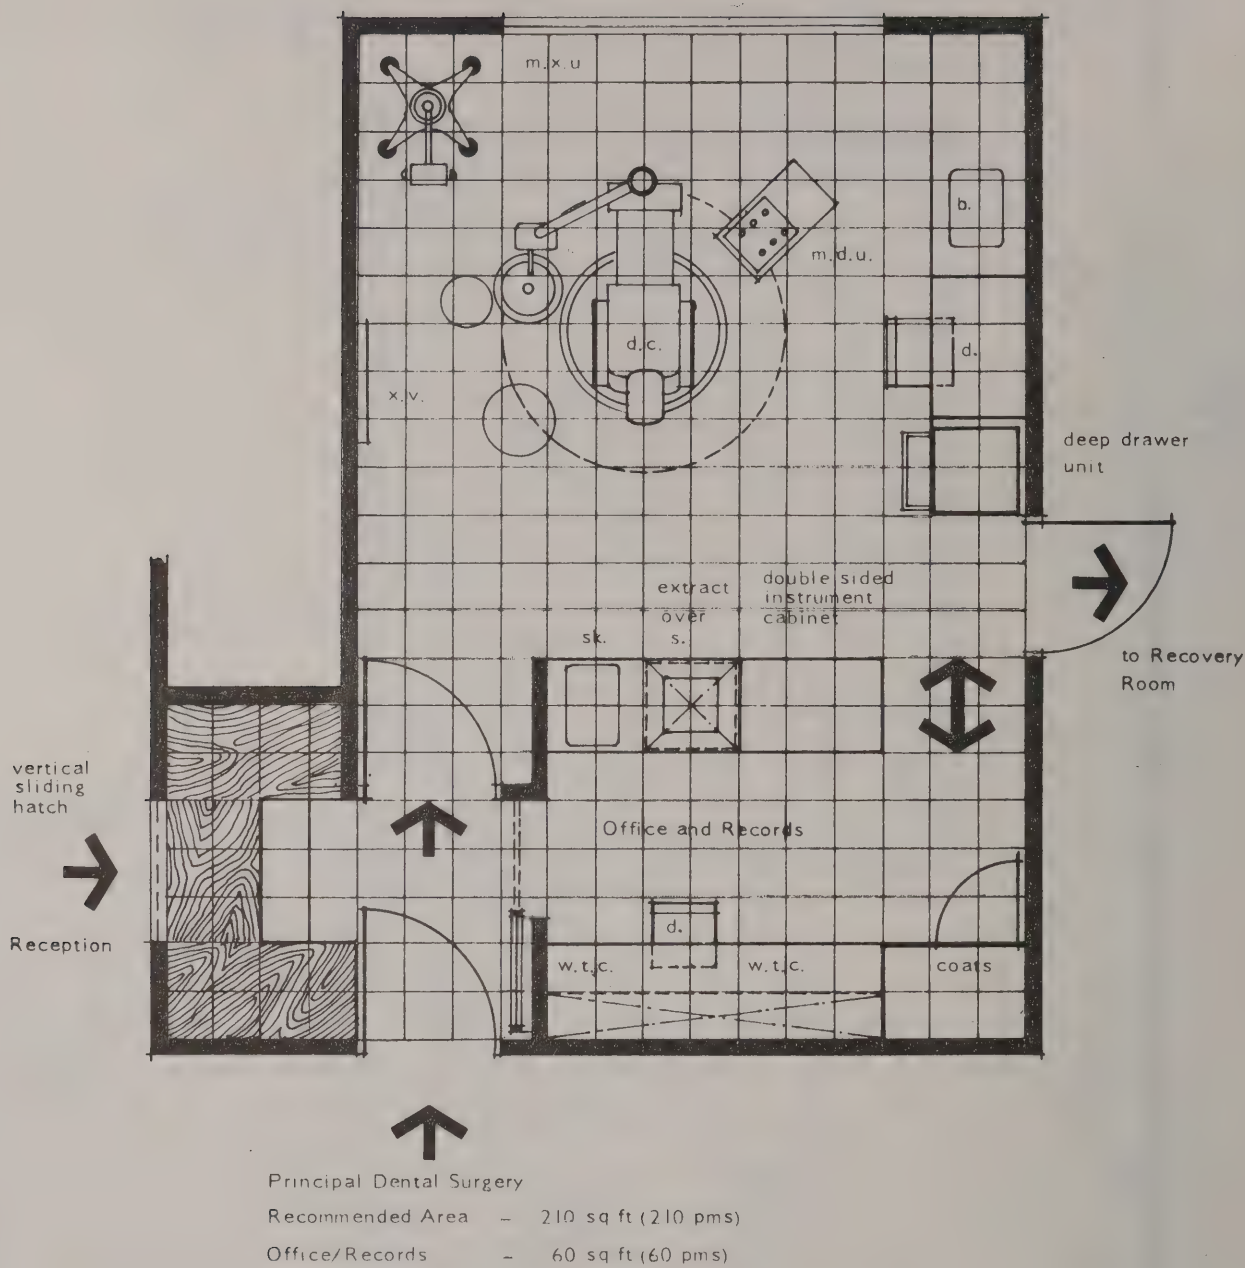 m.x.u
b.
m.d.u.
d.c.
d.
x.v.
deep drawer
unit
extract
over
s.
double sided
instrument
cabinet
sk.
to Recovery
Room
vertical
sliding
hatch
Office and Records
Reception
d.
w.t.c.
w.t.c.
coats
Principal Dental Surgery
Recommended Area – 210 sq ft (210 pms)
Office/Records – 60 sq ft (60 pms)